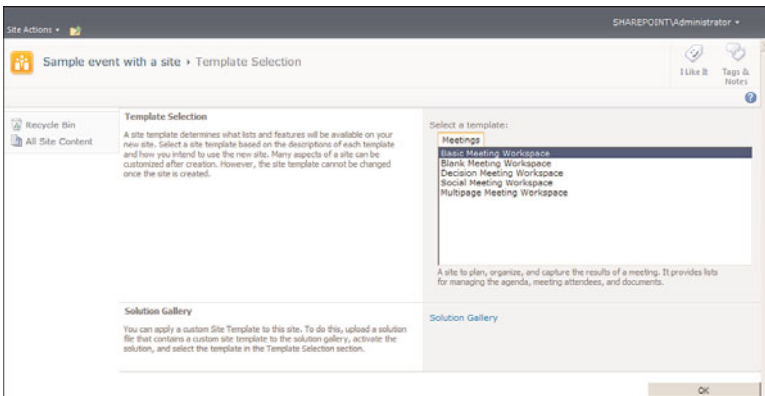 SHAREPOINT\Administrator
Site Actions
Sample event with a site › Template Selection
I Like It
Tags & Notes
Recycle Bin
All Site Content
Template Selection
A site template determines what lists and features will be available on your
new site. Select a site template based on the descriptions of each template
and how you intend to use the new site. Many aspects of a site can be
customized after creation. However, the site template cannot be changed
once the site is created.
Select a template:
Meetings
Basic Meeting Workspace
Blank Meeting Workspace
Decision Meeting Workspace
Social Meeting Workspace
Multipage Meeting Workspace
A site to plan, organize, and capture the results of a meeting. It provides lists
for managing the agenda, meeting attendees, and documents.
Solution Gallery
You can apply a custom Site Template to this site. To do this, upload a solution
file that contains a custom site template to the solution gallery, activate the
solution, and select the template in the Template Selection section.
Solution Gallery
OK